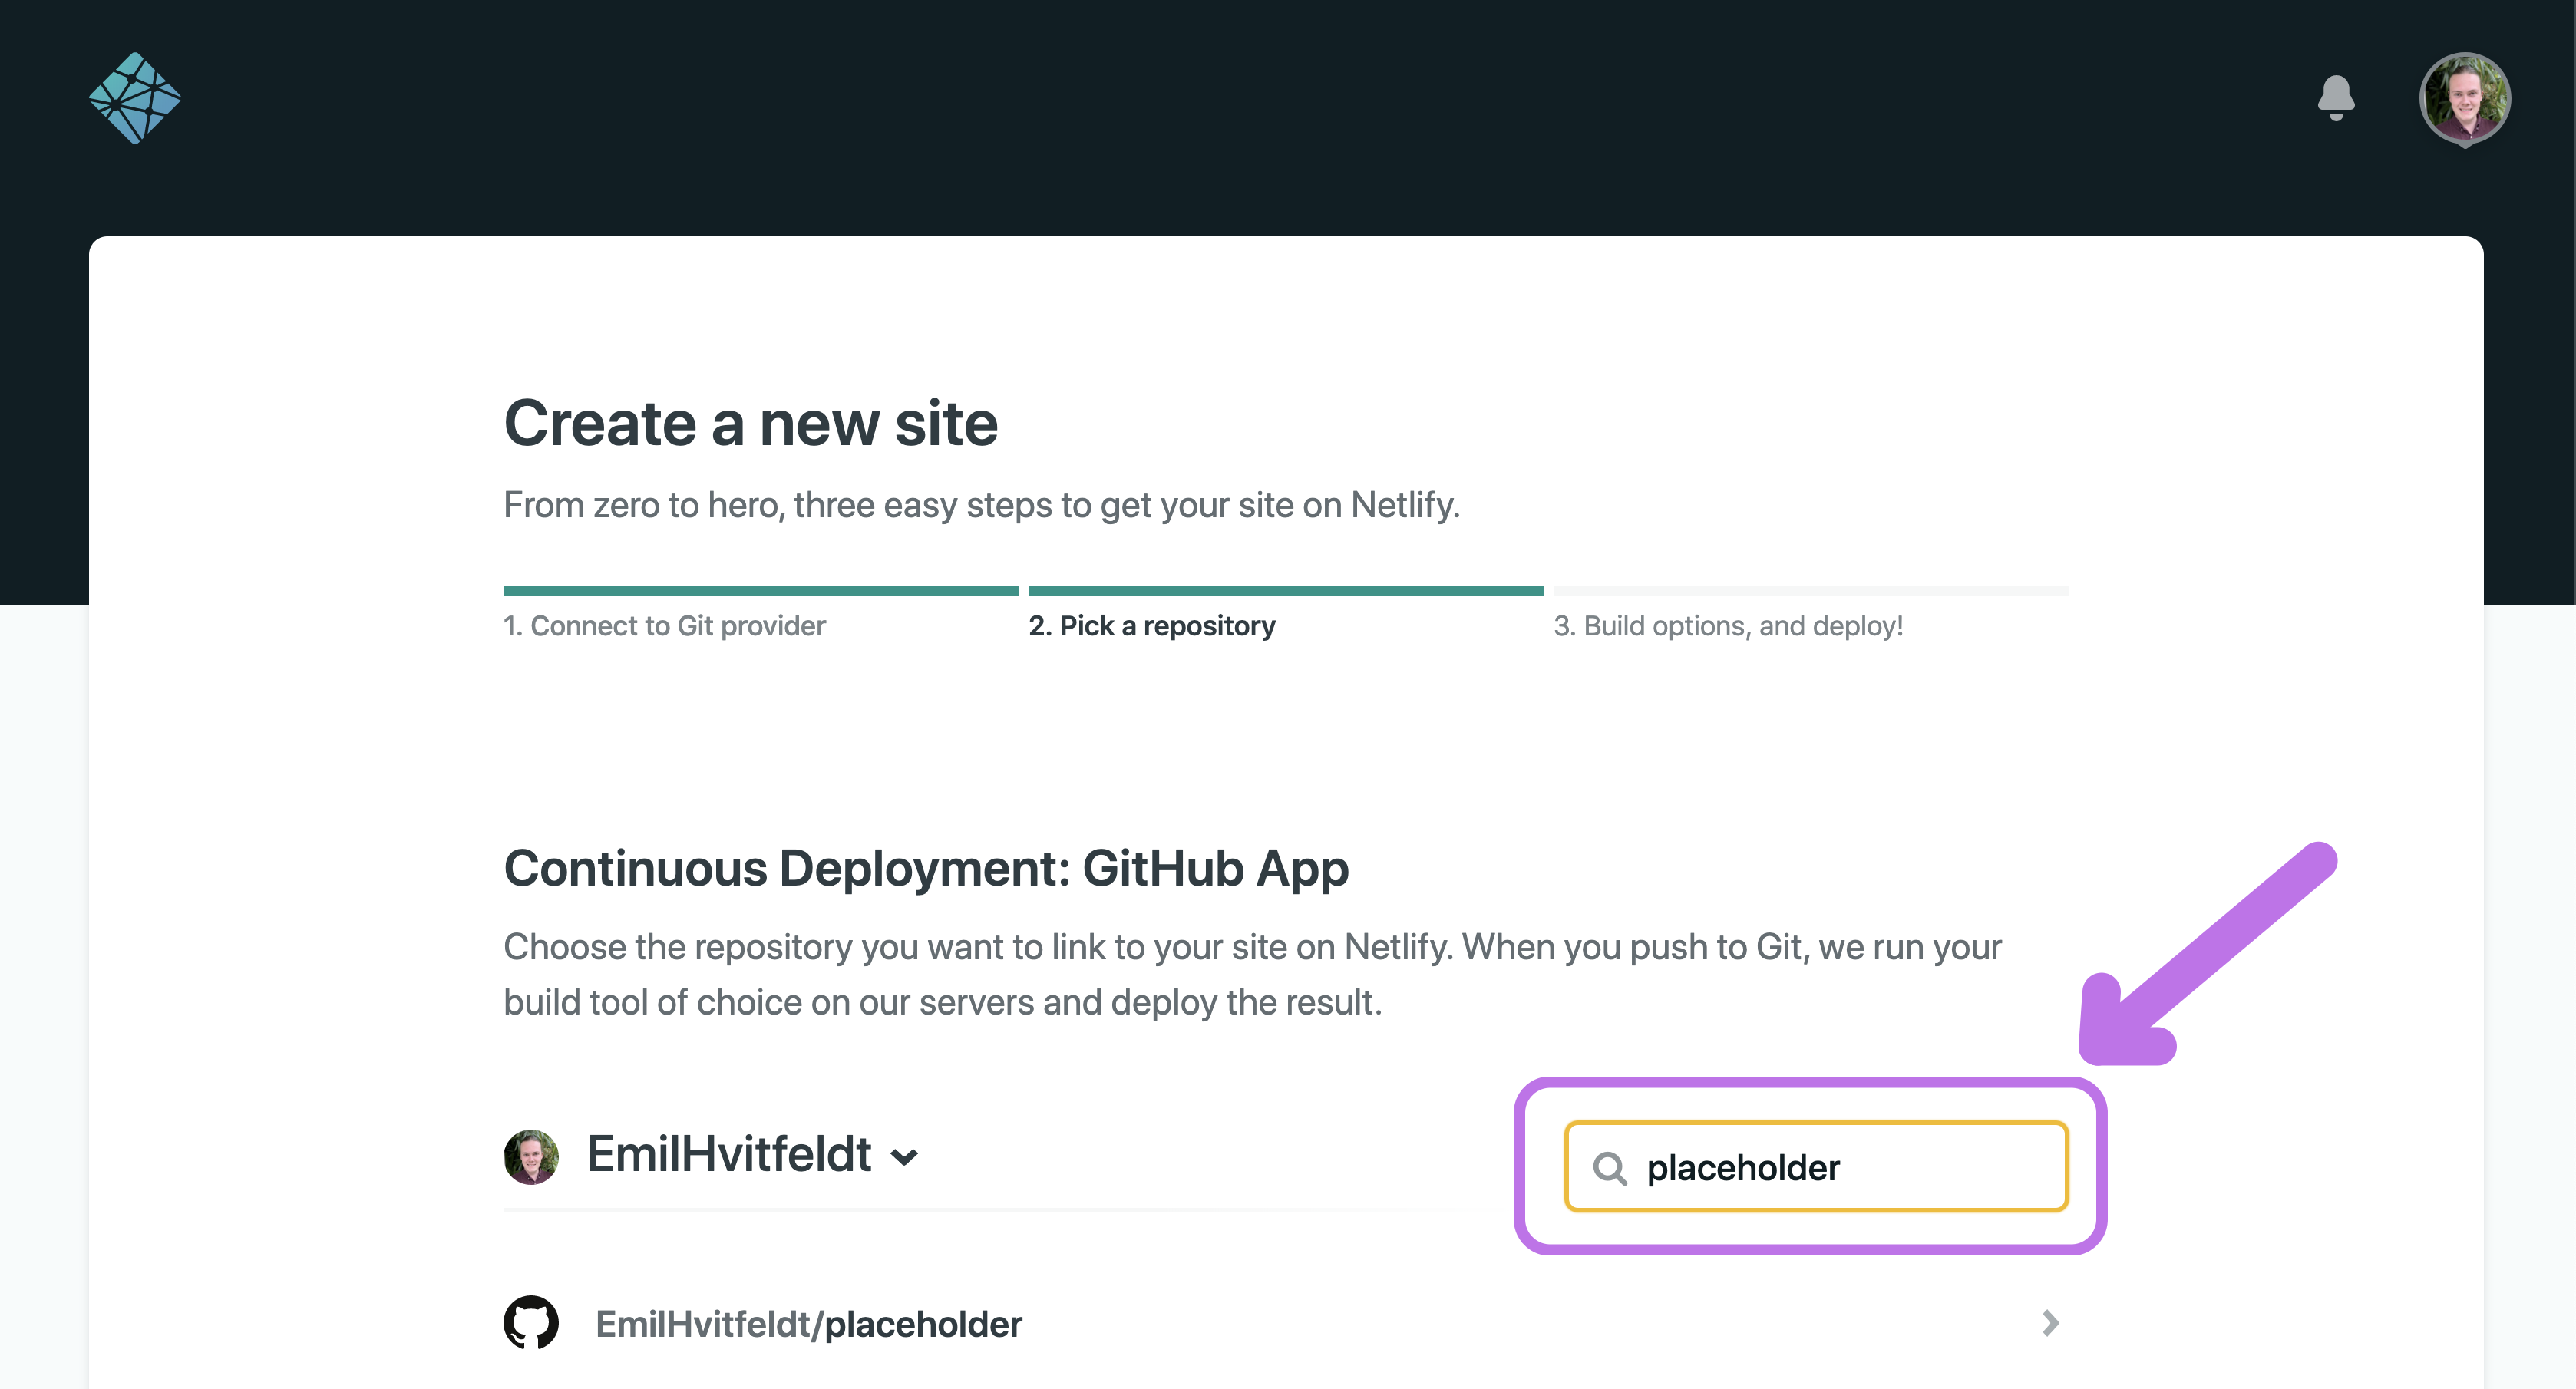 Create a new site
From zero to hero, three easy steps to get your site on Netlify.
1. Connect to Git provider
2. Pick a repository
3. Build options, and deploy!
Continuous Deployment: GitHub App
Choose the repository you want to link to your site on Netlify. When you push to Git, we run your
build tool of choice on our servers and deploy the result.
EmilHvitfeldt
placeholder
EmilHvitfeldt/placeholder